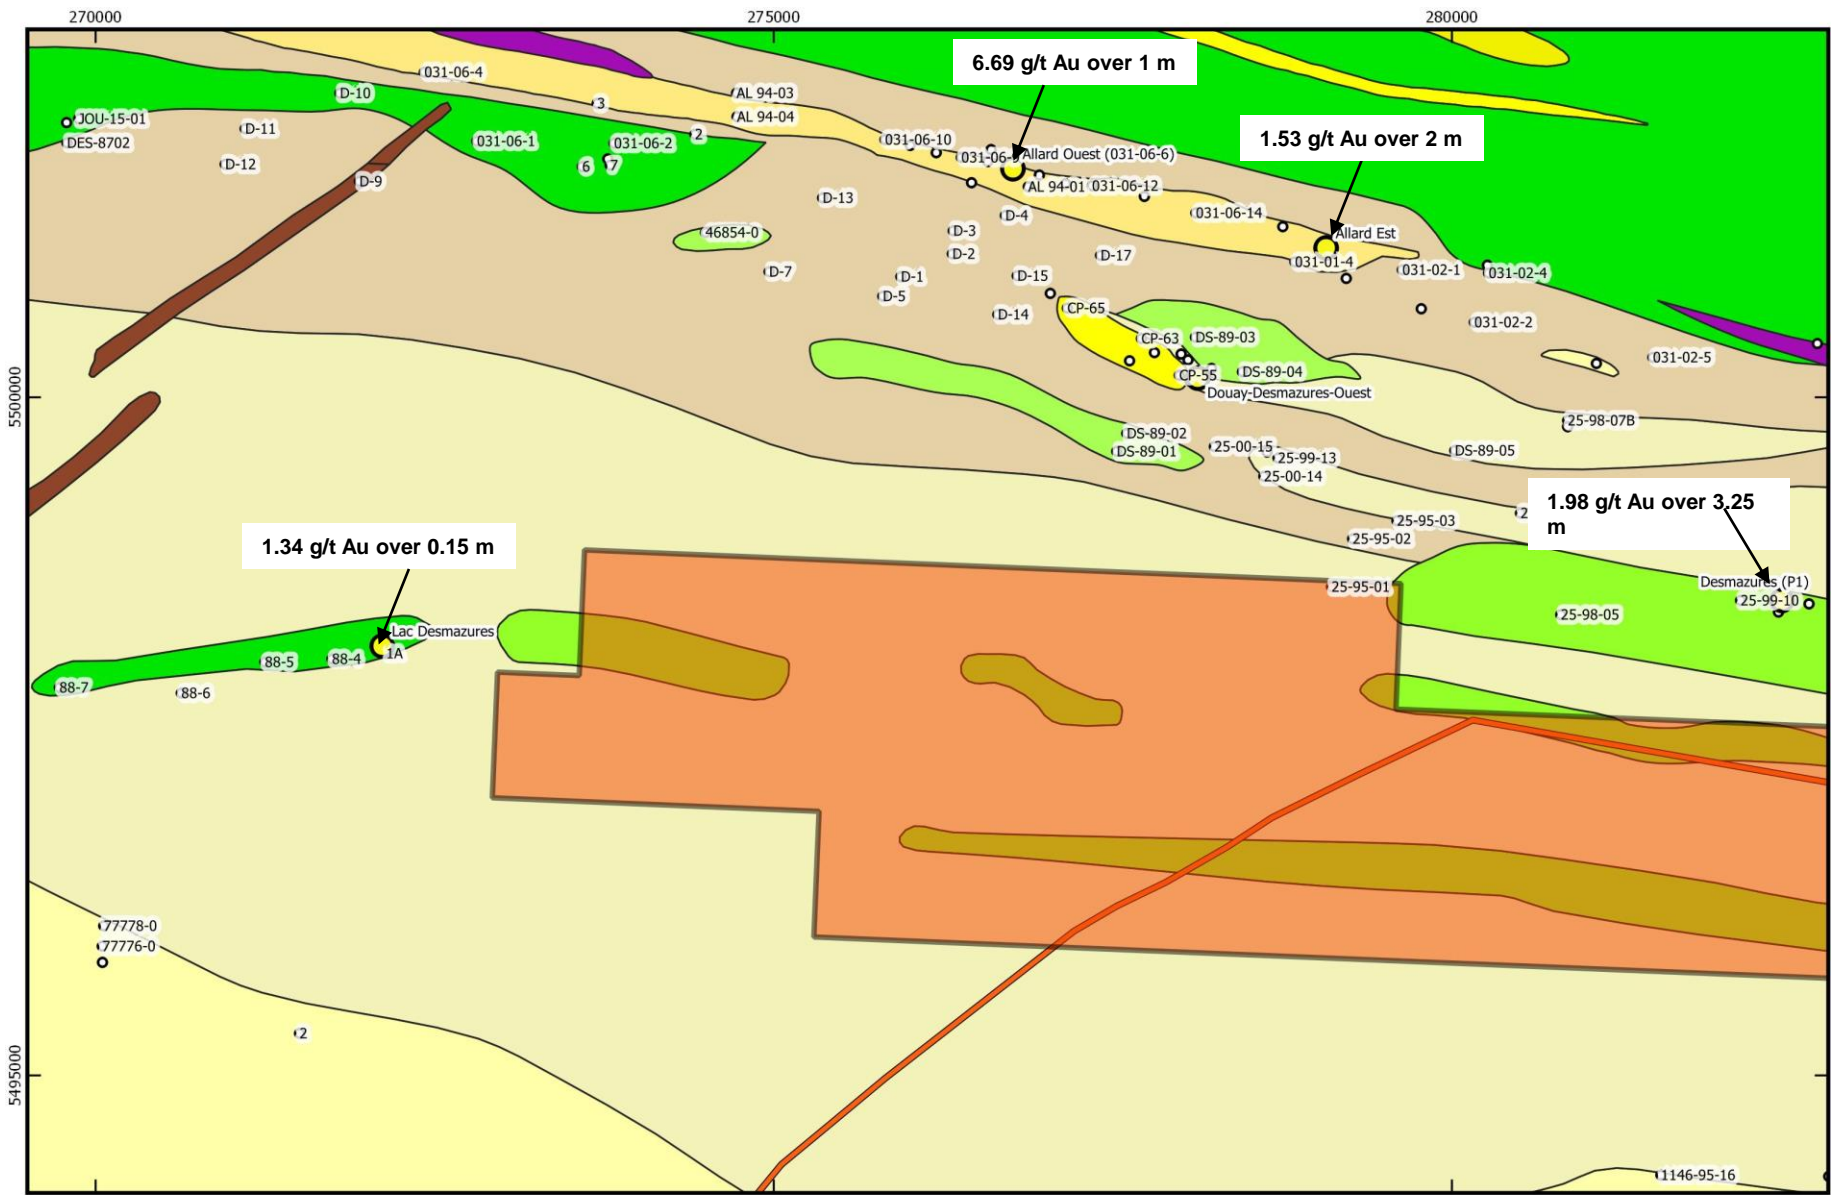 270000
275000
280000
5500000
5495000
6.69 g/t Au over 1 m
1.53 g/t Au over 2 m
1.98 g/t Au over 3.25
m
1.34 g/t Au over 0.15 m
031-06-4
D-10
3
AL 94-03
AL 94-04
JOU-15-01
DES-8702
D-11
D-12
D-9
031-06-1
031-06-2
2
6
7
031-06-10
031-06-9
Allard Ouest (031-06-6)
AL 94-01
031-06-12
D-13
D-4
031-06-14
46854-0
D-3
D-2
Allard Est
D-7
D-1
D-5
D-15
D-17
031-01-4
031-02-1
031-02-4
D-14
CP-65
CP-63
DS-89-03
031-02-2
CP-55
DS-89-04
031-02-5
Douay-Desmazures-Ouest
25-98-07B
DS-89-02
DS-89-01
25-00-15
25-99-13
25-00-14
DS-89-05
25-95-03
25-95-02
2
25-95-01
Desmazures (P1)
25-99-10
25-98-05
Lac Desmazures
1A
88-4
88-5
88-7
88-6
77778-0
77776-0
2
1146-95-16